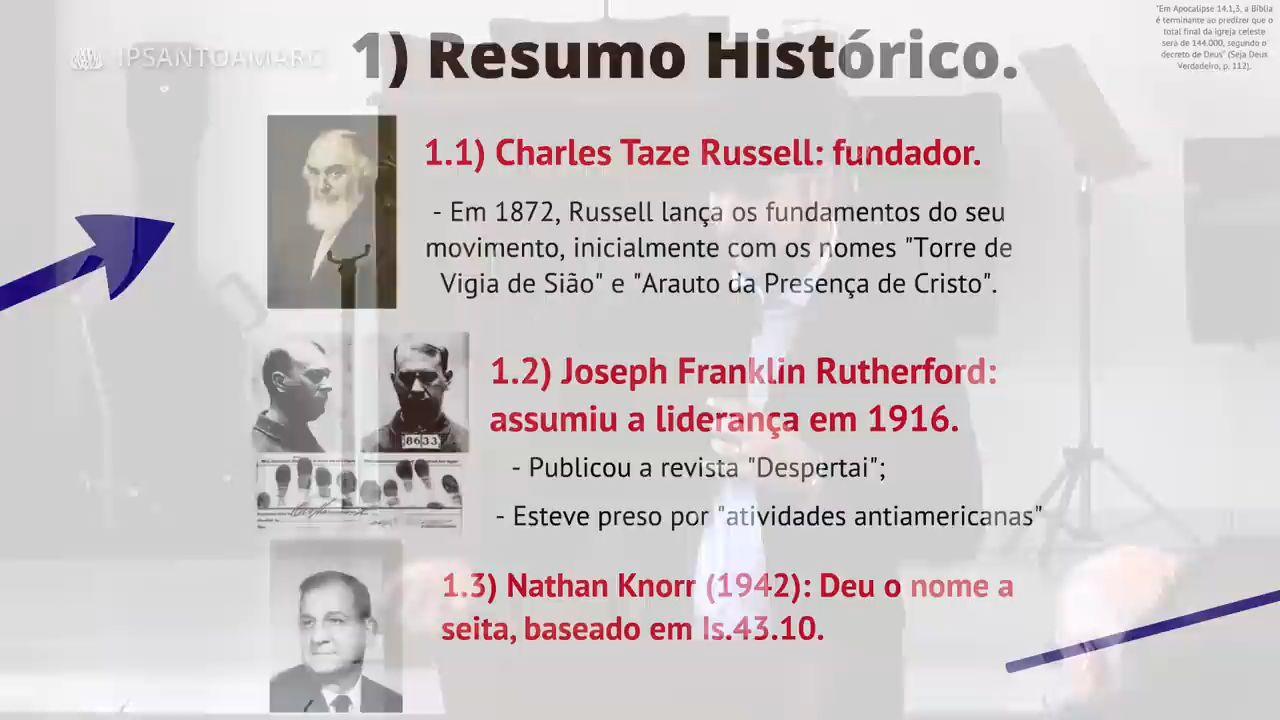 IPSANTOAMARO
1) Resumo Histórico.
"Em Apocalipse 14.1,3, a Bíblia
é terminante ao predizer que o
total final da igreja celeste
será de 144.000, segundo o
decreto de Deus" (Seja Deus
Verdadeiro, p. 112).
1.1) Charles Taze Russell: fundador.
- Em 1872, Russell lança os fundamentos do seu
movimento, inicialmente com os nomes "Torre de
Vigia de Sião" e "Arauto da Presença de Cristo".
1.2) Joseph Franklin Rutherford:
assumiu a liderança em 1916.
- Publicou a revista "Despertai";
- Esteve preso por "atividades antiamericanas"
8633
1.3) Nathan Knorr (1942): Deu o nome a
seita, baseado em Is.43.10.